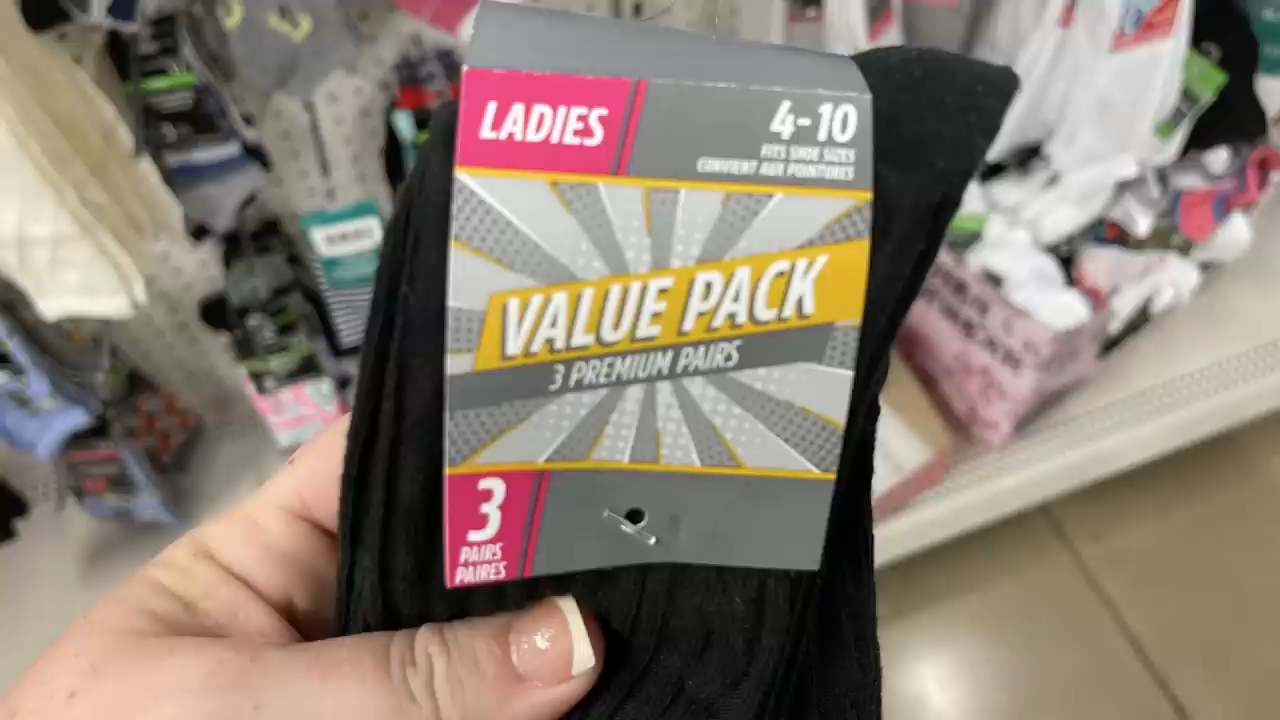 LADIES
4-10
FITS SHOE SIZES
CONVIENT AUX POINTURES
VALUE PACK
3 PREMIUM PAIRS
3
PAIRS
PAIRES